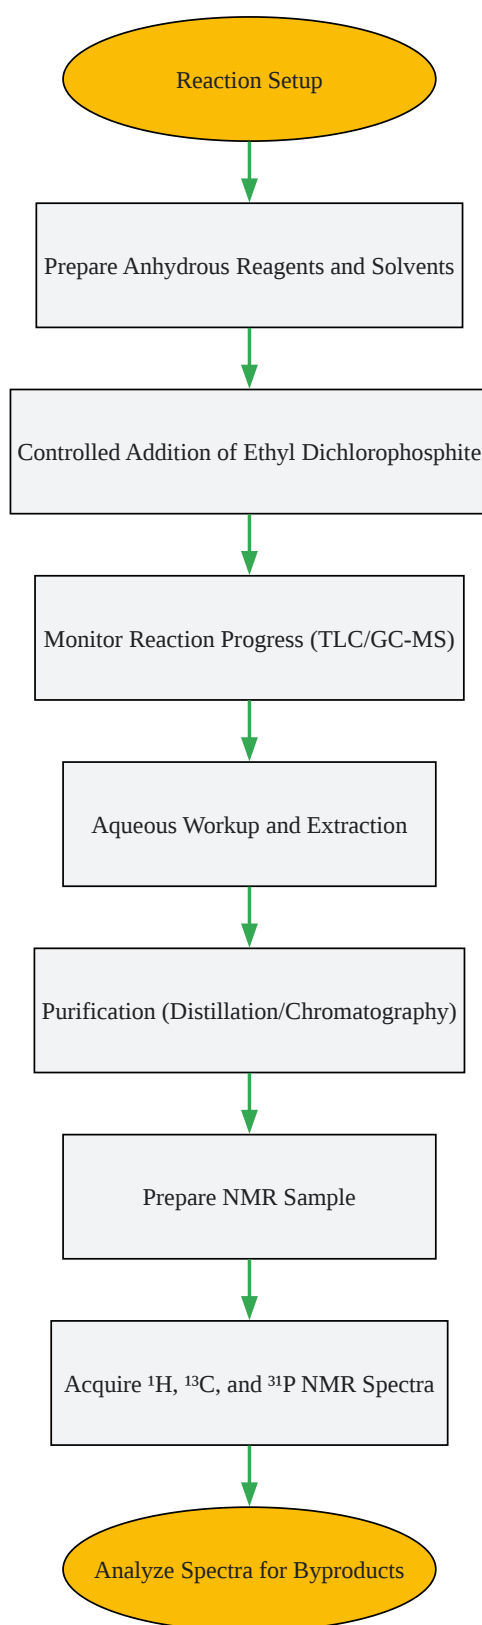 Reaction Setup
Prepare Anhydrous Reagents and Solvents
Controlled Addition of Ethyl Dichlorophosphite
Monitor Reaction Progress (TLC/GC-MS)
Aqueous Workup and Extraction
Purification (Distillation/Chromatography)
Prepare NMR Sample
Acquire ¹H, ¹³C, and ³¹P NMR Spectra
Analyze Spectra for Byproducts